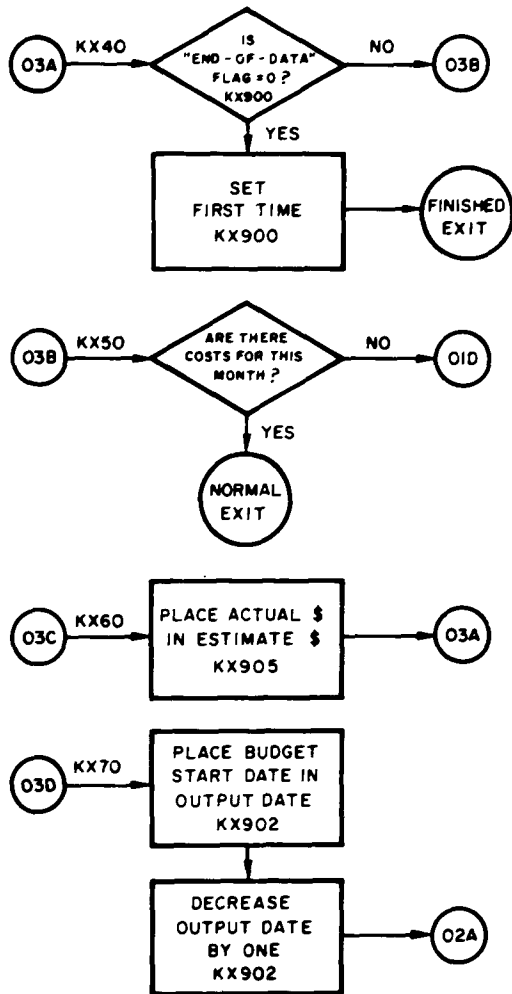 03A
KX40
IS
"END-OF-DATA"
FLAG=0?
KX900
NO
03B
YES
SET
FIRST TIME
KX900
FINISHED
EXIT
03B
KX50
ARE THERE
COSTS FOR THIS
MONTH?
NO
01D
YES
NORMAL
EXIT
03C
KX60
PLACE ACTUAL $
IN ESTIMATE $
KX905
03A
03D
KX70
PLACE BUDGET
START DATE IN
OUTPUT DATE
KX902
DECREASE
OUTPUT DATE
BY ONE
KX902
02A